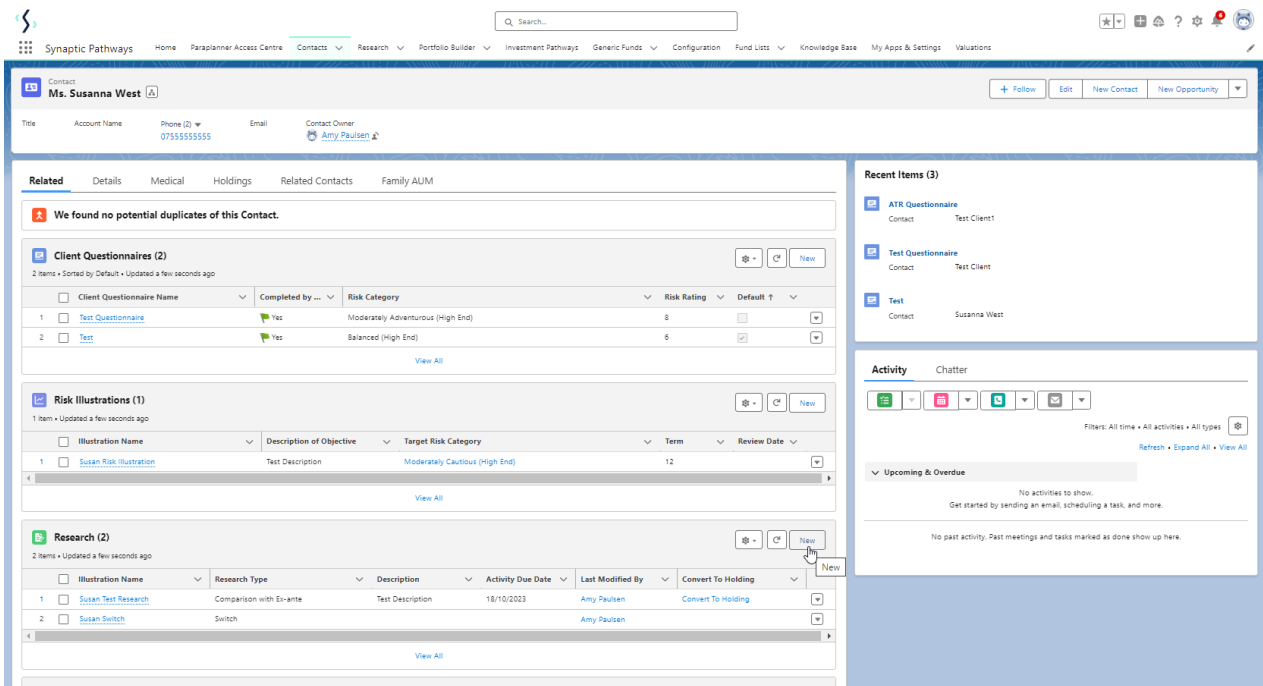 Search...
6
Synaptic Pathways Home Paraplanner Access Centre Contacts Research Portfolio Builder Investment Pathways Generic Funds Configuration Fund Lists Knowledge Base My Apps & Settings Valuations
Contact
Ms. Susanna West
+ Follow Edit New Contact New Opportunity
Title Account Name Phone (2) Email Contact Owner
07555555555 Amy Paulsen
Related Details Medical Holdings Related Contacts Family AUM
We found no potential duplicates of this Contact.
Client Questionnaires (2)
New
2 items • Sorted by Default • Updated a few seconds ago
Client Questionnaire Name Completed by ... Risk Category Risk Rating Default ↑
1 Test Questionnaire Yes Moderately Adventurous (High End) 8
2 Test Yes Balanced (High End) 6
View All
Risk Illustrations (1)
New
1 item • Updated a few seconds ago
Illustration Name Description of Objective Target Risk Category Term Review Date
1 Susan Risk Illustration Test Description Moderately Cautious (High End) 12
View All
Research (2)
New
2 items • Updated a few seconds ago
New
Illustration Name Research Type Description Activity Due Date Last Modified By Convert To Holding
1 Susan Test Research Comparison with Ex-ante Test Description 18/10/2023 Amy Paulsen Convert To Holding
2 Susan Switch Switch Amy Paulsen
View All
Recent Items (3)
ATR Questionnaire
Contact Test Client1
Test Questionnaire
Contact Test Client
Test
Contact Susanna West
Activity Chatter
Filters: All time • All activities • All types
Refresh • Expand All • View All
Upcoming & Overdue
No activities to show.
Get started by sending an email, scheduling a task, and more.
No past activity. Past meetings and tasks marked as done show up here.